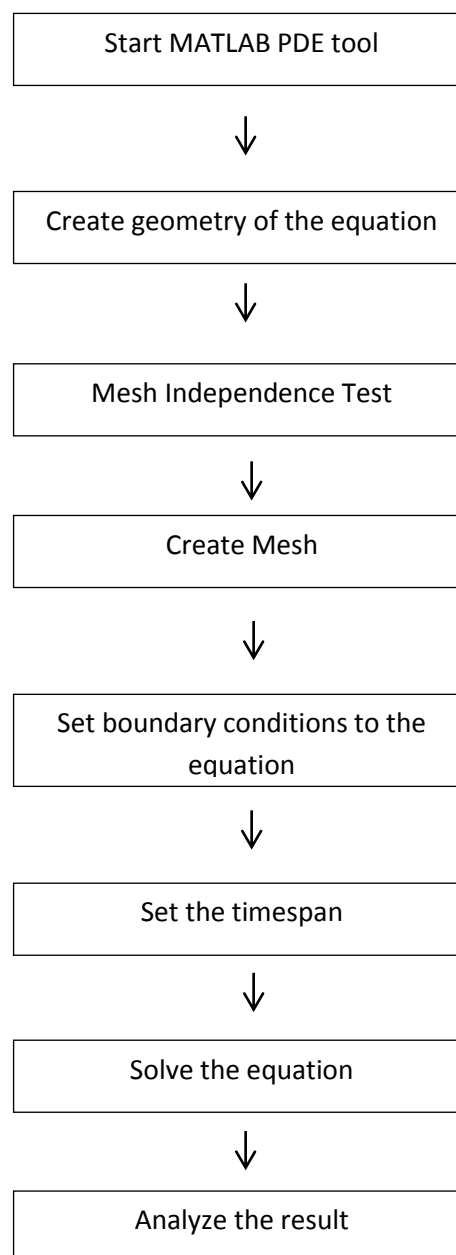 Start MATLAB PDE tool
Create geometry of the equation
Mesh Independence Test
Create Mesh
Set boundary conditions to the
equation
Set the timespan
Solve the equation
Analyze the result